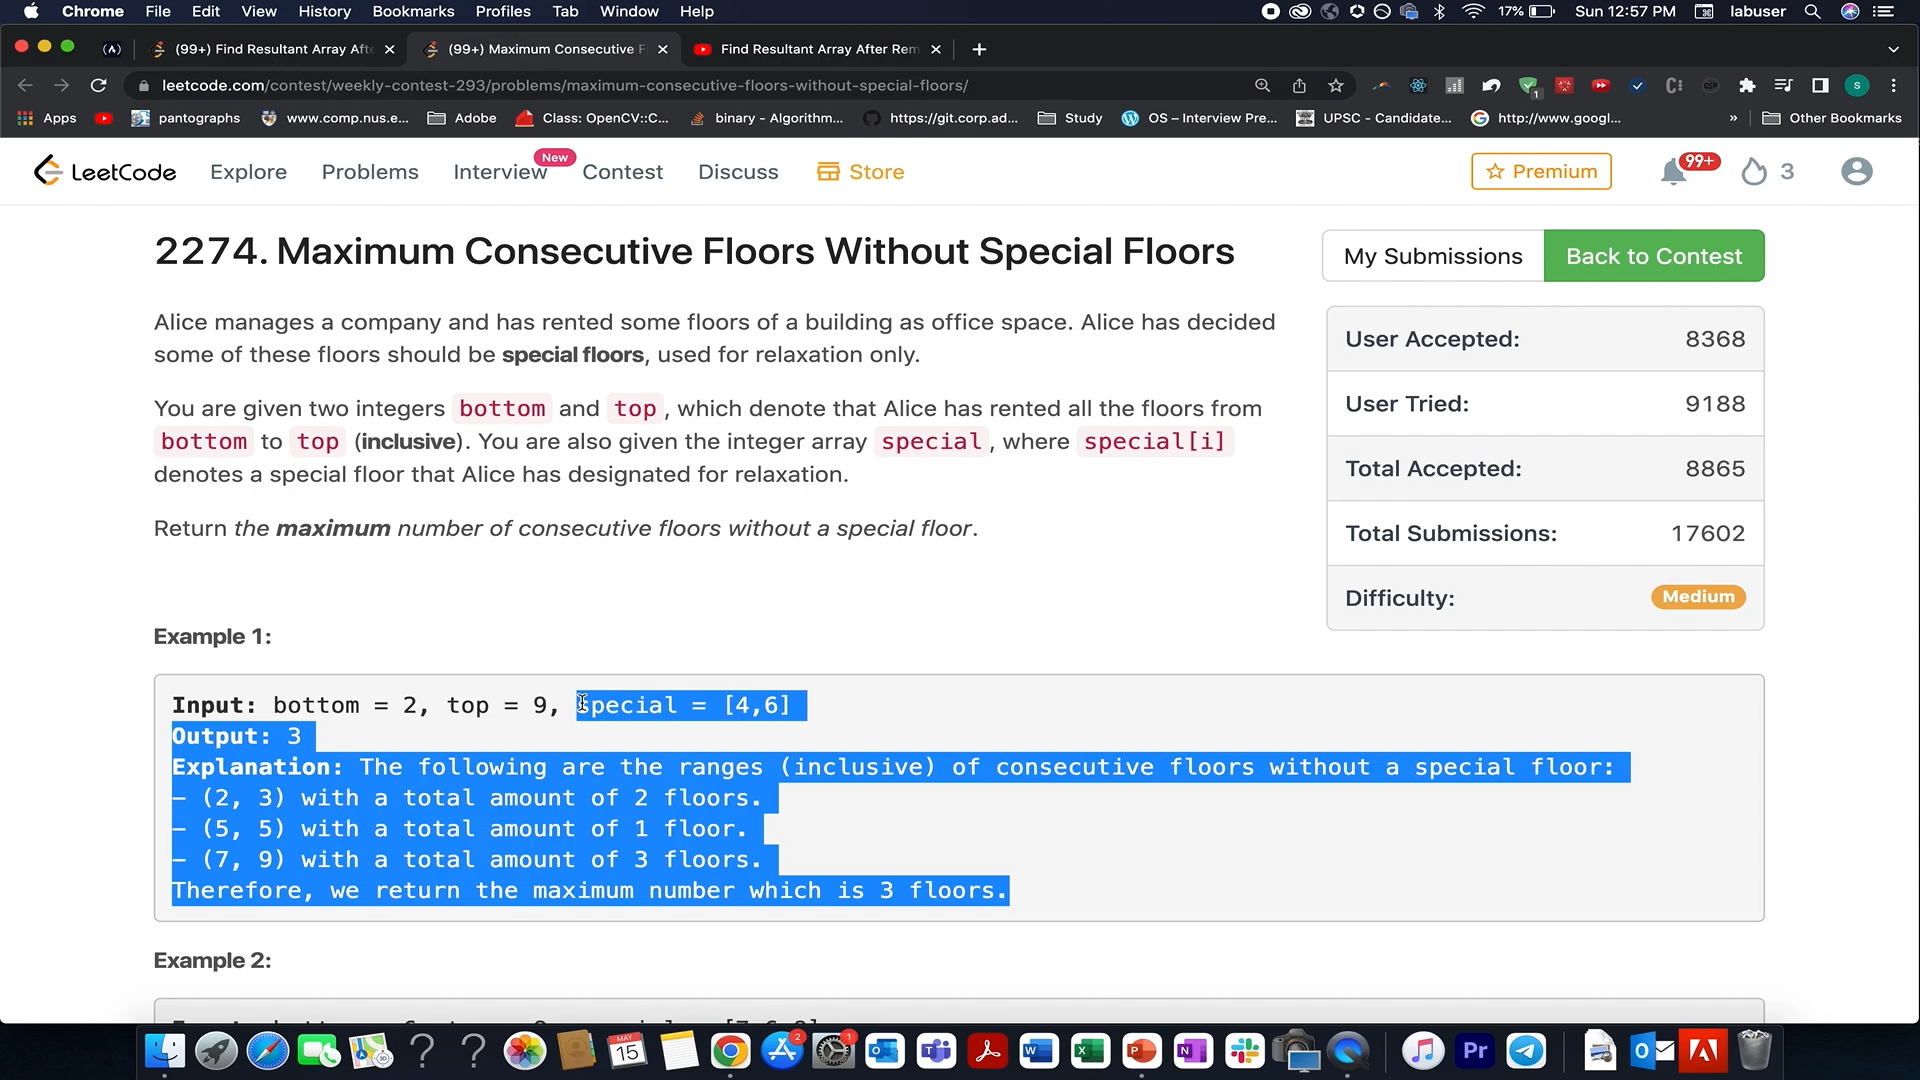 Chrome File Edit View History Bookmarks Profiles Tab Window Help 17% Sun 12:57 PM labuser
(99+) Find Resultant Array Afte (99+) Maximum Consecutive F Find Resultant Array After Rem
leetcode.com/contest/weekly-contest-293/problems/maximum-consecutive-floors-without-special-floors/
Apps pantographs www.comp.nus.e... Adobe Class: OpenCV::C... binary - Algorithm... https://git.corp.ad... Study OS – Interview Pre... UPSC - Candidate... http://www.googl... » Other Bookmarks
LeetCode Explore Problems Interview New Contest Discuss Store Premium 99+ 3
2274. Maximum Consecutive Floors Without Special Floors
My Submissions Back to Contest
Alice manages a company and has rented some floors of a building as office space. Alice has decided
some of these floors should be special floors, used for relaxation only.
You are given two integers bottom and top, which denote that Alice has rented all the floors from
bottom to top (inclusive). You are also given the integer array special, where special[i]
denotes a special floor that Alice has designated for relaxation.
Return the maximum number of consecutive floors without a special floor.
User Accepted: 8368
User Tried: 9188
Total Accepted: 8865
Total Submissions: 17602
Difficulty: Medium
Example 1:
Input: bottom = 2, top = 9, special = [4,6]
Output: 3
Explanation: The following are the ranges (inclusive) of consecutive floors without a special floor:
– (2, 3) with a total amount of 2 floors.
– (5, 5) with a total amount of 1 floor.
– (7, 9) with a total amount of 3 floors.
Therefore, we return the maximum number which is 3 floors.
Example 2:
MAY
15
2
1
Pr